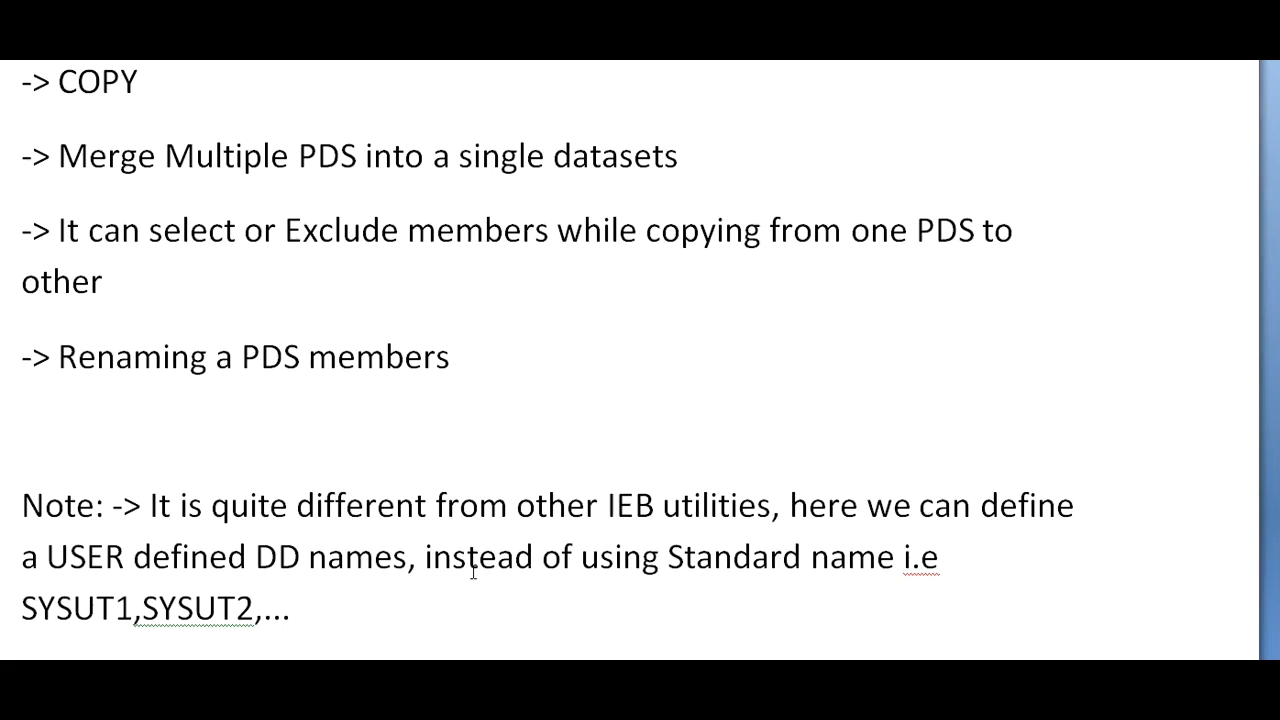 -> COPY
-> Merge Multiple PDS into a single datasets
-> It can select or Exclude members while copying from one PDS to
other
-> Renaming a PDS members
Note: -> It is quite different from other IEB utilities, here we can define
a USER defined DD names, instead of using Standard name i.e
SYSUT1,SYSUT2,...